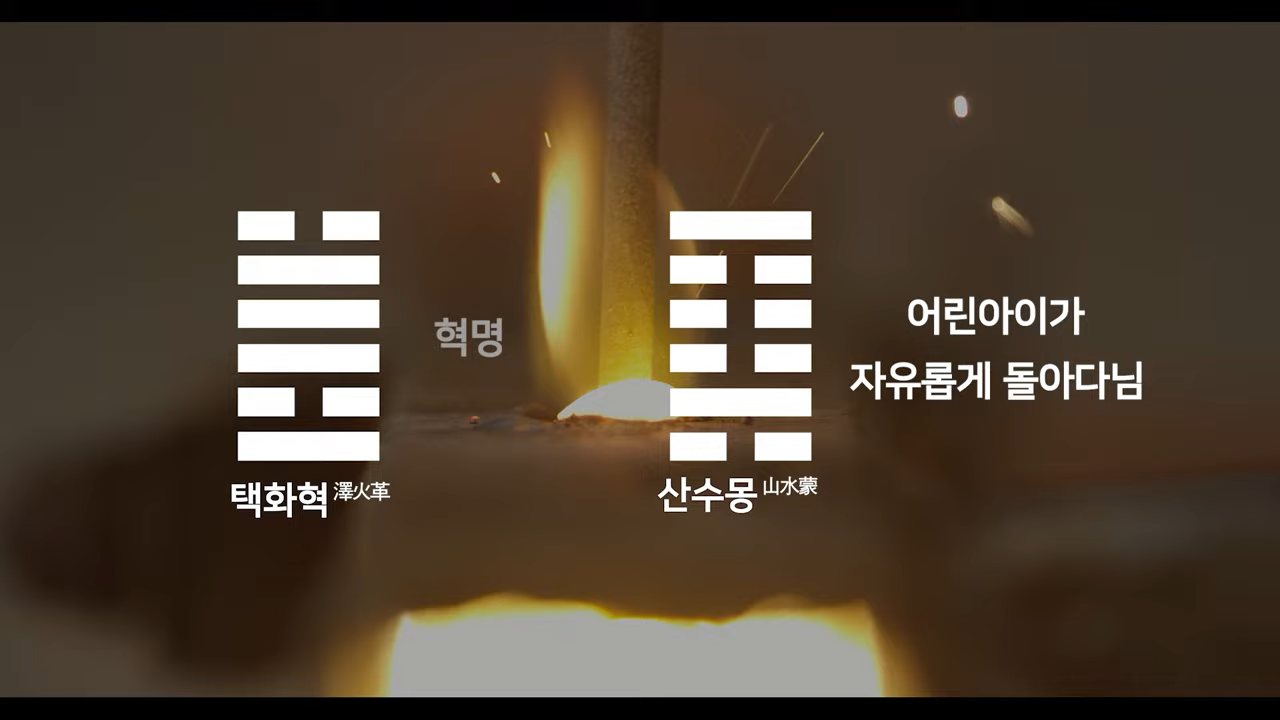 혁명
어린아이가
자유롭게 돌아다님
택화혁 澤火革
산수몽 山水蒙